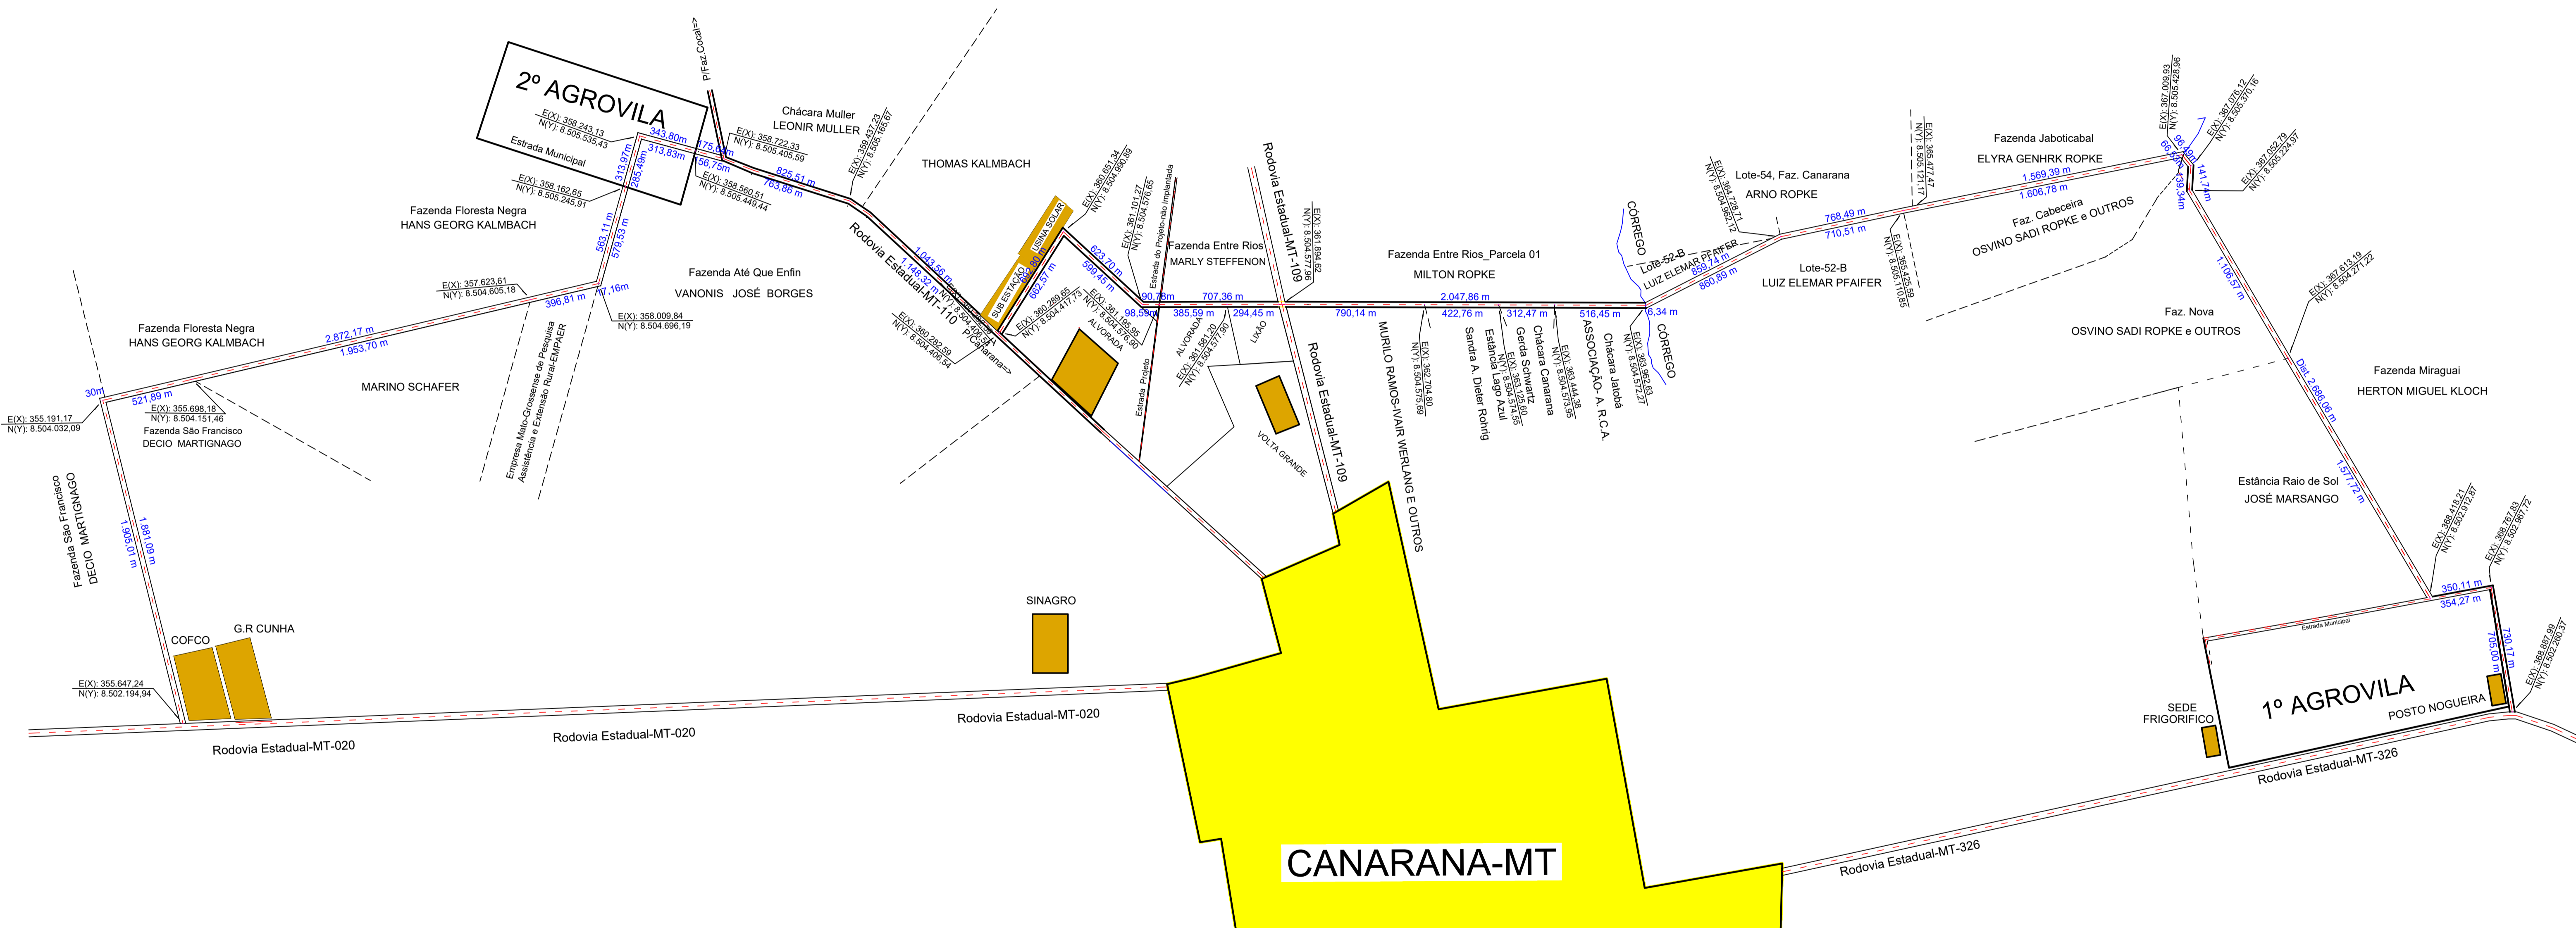 2º AGROVILA
Estrada Municipal
E(X): 358.243,13
N(Y): 8.505.535,43
343,80m
313,83m
313,97m
285,49m
E(X): 358.162,65
N(Y): 8.505.245,91
P/Faz.Cocal=>
156,75m
E(X): 358.722,33
N(Y): 8.505.405,59
E(X): 358.560,51
N(Y): 8.505.449,44
Chácara Muller
LEONIR MULLER
825,51 m
763,86 m
E(X): 359.437,23
N(Y): 8.505.165,67
THOMAS KALMBACH
Fazenda Floresta Negra
HANS GEORG KALMBACH
563,11 m
579,53 m
Fazenda Até Que Enfin
VANONIS JOSÉ BORGES
E(X): 357.623,61
N(Y): 8.504.605,18
396,81 m
17,16m
E(X): 358.009,84
N(Y): 8.504.696,19
Fazenda Floresta Negra
HANS GEORG KALMBACH
2.872,17 m
1.953,70 m
MARINO SCHAFER
Empresa Mato-Grossense de Pesquisa
Assistência e Extensão Rural-EMPAER
30m
521,89 m
E(X): 355.191,17
N(Y): 8.504.032,09
E(X): 355.698,18
N(Y): 8.504.151,46
Fazenda São Francisco
DECIO MARTIGNAGO
Fazenda São Francisco
DECIO MARTIGNAGO
1.881,09 m
1.905,01 m
COFCO
G.R CUNHA
E(X): 355.647,24
N(Y): 8.502.194,94
Rodovia Estadual-MT-020
Rodovia Estadual-MT-020
Rodovia Estadual-MT-020
SINAGRO
Rodovia Estadual-MT-110
P/Canarana=>
1.043,56 m
1.148,32 m
USINA SOLAR
SUB ESTAÇÃO
662,57 m
E(X): 360.651,34
N(Y): 8.504.990,89
623,70 m
599,45 m
E(X): 360.289,65
N(Y): 8.504.417,73
E(X): 360.282,59
N(Y): 8.504.406,54
E(X): 361.195,95
N(Y): 8.504.576,90
ALVORADA
E(X): 361.101,27
N(Y): 8.504.576,65
Estrada do Projeto-não implantada
Estrada Projeto
Fazenda Entre Rios
MARLY STEFFENON
90,78m
98,59m
707,36 m
385,59 m
294,45 m
ALVORADA
E(X): 361.581,20
N(Y): 8.504.577,90
LIXÃO
VOLTA GRANDE
Rodovia Estadual-MT-109
Rodovia Estadual-MT-109
E(X): 361.894,62
N(Y): 8.504.577,96
Fazenda Entre Rios_Parcela 01
MILTON ROPKE
2.047,86 m
790,14 m
422,76 m
312,47 m
516,45 m
6,34 m
MURILO RAMOS-IVAIR WERLANG E OUTROS
E(X): 362.704,80
N(Y): 8.504.575,69
Sandra A. Dieter Rohrig
Estância Lago Azul
E(X): 363.125,60
N(Y): 8.504.574,55
Gerda Schwartz
Chácara Canarana
E(X): 363.444,38
N(Y): 8.504.573,95
ASSOCIAÇÃO- A. R.C.A.
Chácara Jatobá
E(X): 363.962,63
N(Y): 8.504.572,27
CÓRREGO
CÓRREGO
Lote-52-B
LUIZ ELEMAR PFAIFER
859,74 m
860,89 m
E(X): 364.728,71
N(Y): 8.504.962,12
Lote-54, Faz. Canarana
ARNO ROPKE
Lote-52-B
LUIZ ELEMAR PFAIFER
768,49 m
710,51 m
E(X): 365.477,47
N(Y): 8.505.121,17
E(X): 365.425,59
N(Y): 8.505.110,85
Fazenda Jaboticabal
ELYRA GENHRK ROPKE
1.569,39 m
1.606,78 m
Faz. Cabeceira
OSVINO SADI ROPKE e OUTROS
E(X): 367.009,93
N(Y): 8.505.428,96
E(X): 367.076,12
N(Y): 8.505.370,16
E(X): 367.052,79
N(Y): 8.505.224,97
141,74m
1.106,57 m
Faz. Nova
OSVINO SADI ROPKE e OUTROS
E(X): 367.613,19
N(Y): 8.504.271,22
Dist. 2.686,06 m
Fazenda Miraguai
HERTON MIGUEL KLOCH
1.577,72 m
Estância Raio de Sol
JOSÉ MARSANGO
E(X): 368.418,21
N(Y): 8.502.912,87
E(X): 368.767,83
N(Y): 8.502.967,72
350,11 m
354,27 m
Estrada Municipal
730,17 m
705,00 m
E(X): 368.887,99
N(Y): 8.502.260,37
1º AGROVILA
POSTO NOGUEIRA
SEDE
FRIGORIFICO
Rodovia Estadual-MT-326
Rodovia Estadual-MT-326
CANARANA-MT